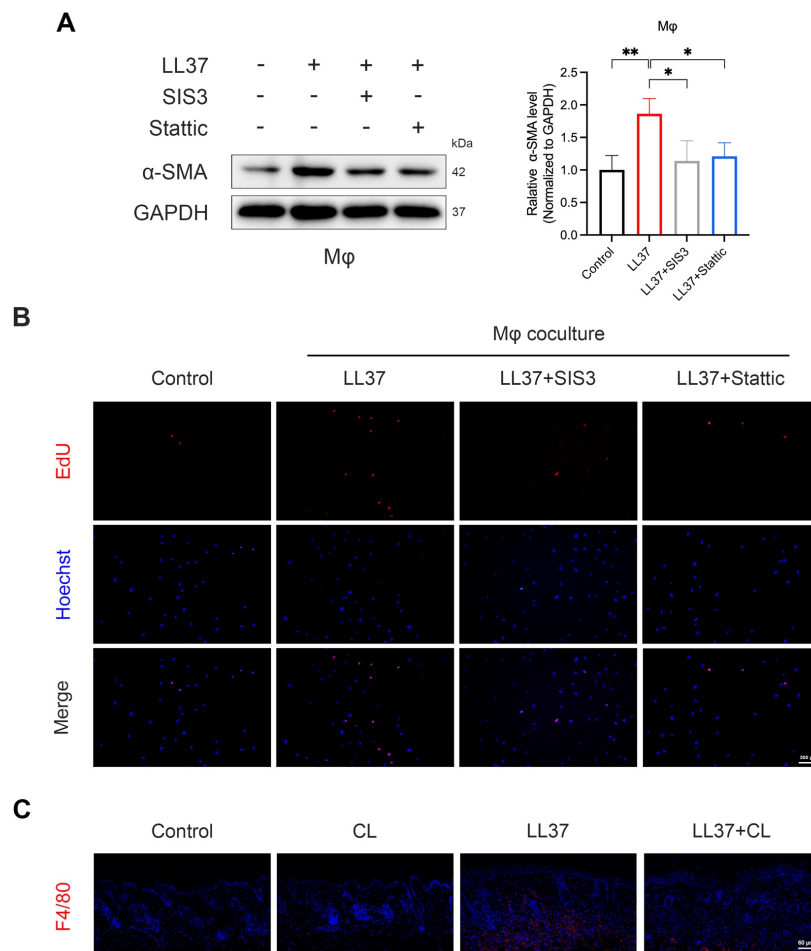 A
LL37 - + + +
SIS3 - - + -
Stattic - - - +
kDa
α-SMA 42
GAPDH 37
Mφ
Mφ
** *
*
Ralative α-SMA level
(Normalized to GAPDH)
2.5
2.0
1.5
1.0
0.5
0.0
Control
LL37
LL37+SIS3
LL37+Stattic
B
Mφ coculture
Control LL37 LL37+SIS3 LL37+Stattic
EdU
Hoechst
Merge
C
Control CL LL37 LL37+CL
F4/80